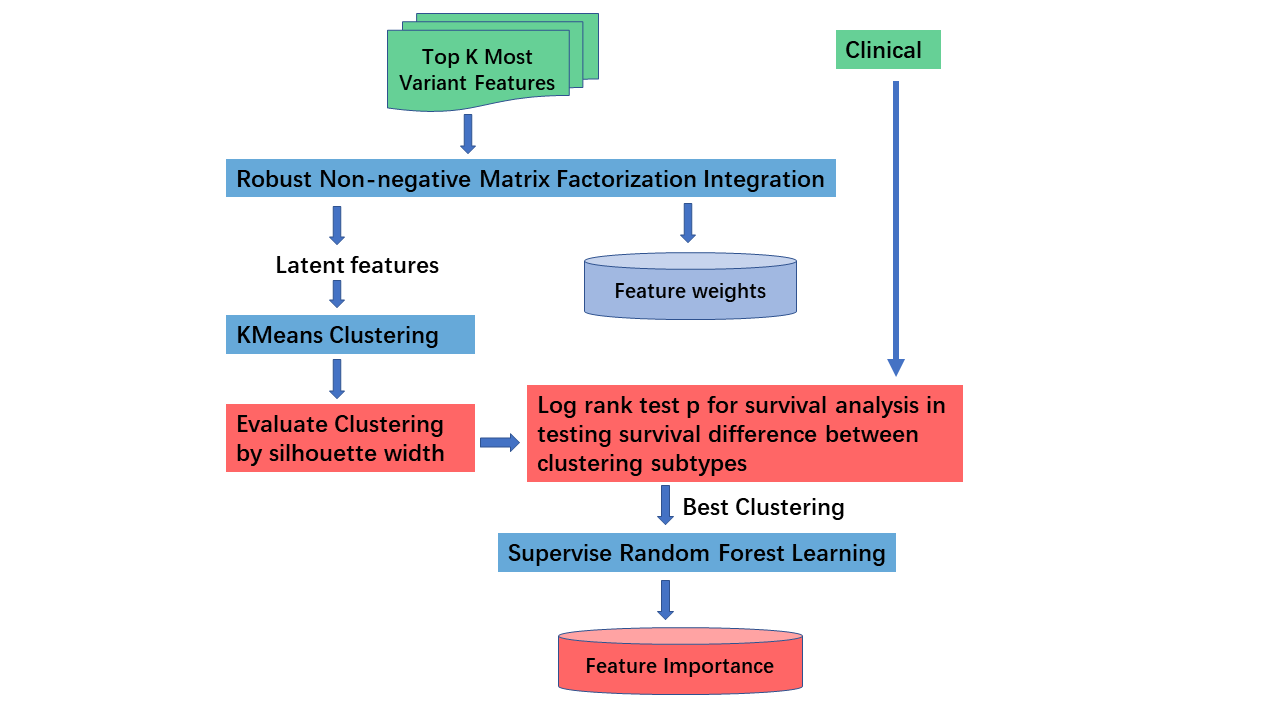 Top K Most
Variant Features
Clinical
Robust Non-negative Matrix Factorization Integration
Latent features
Feature weights
KMeans Clustering
Evaluate Clustering
by silhouette width
Log rank test p for survival analysis in
testing survival difference between
clustering subtypes
Best Clustering
Supervise Random Forest Learning
Feature Importance